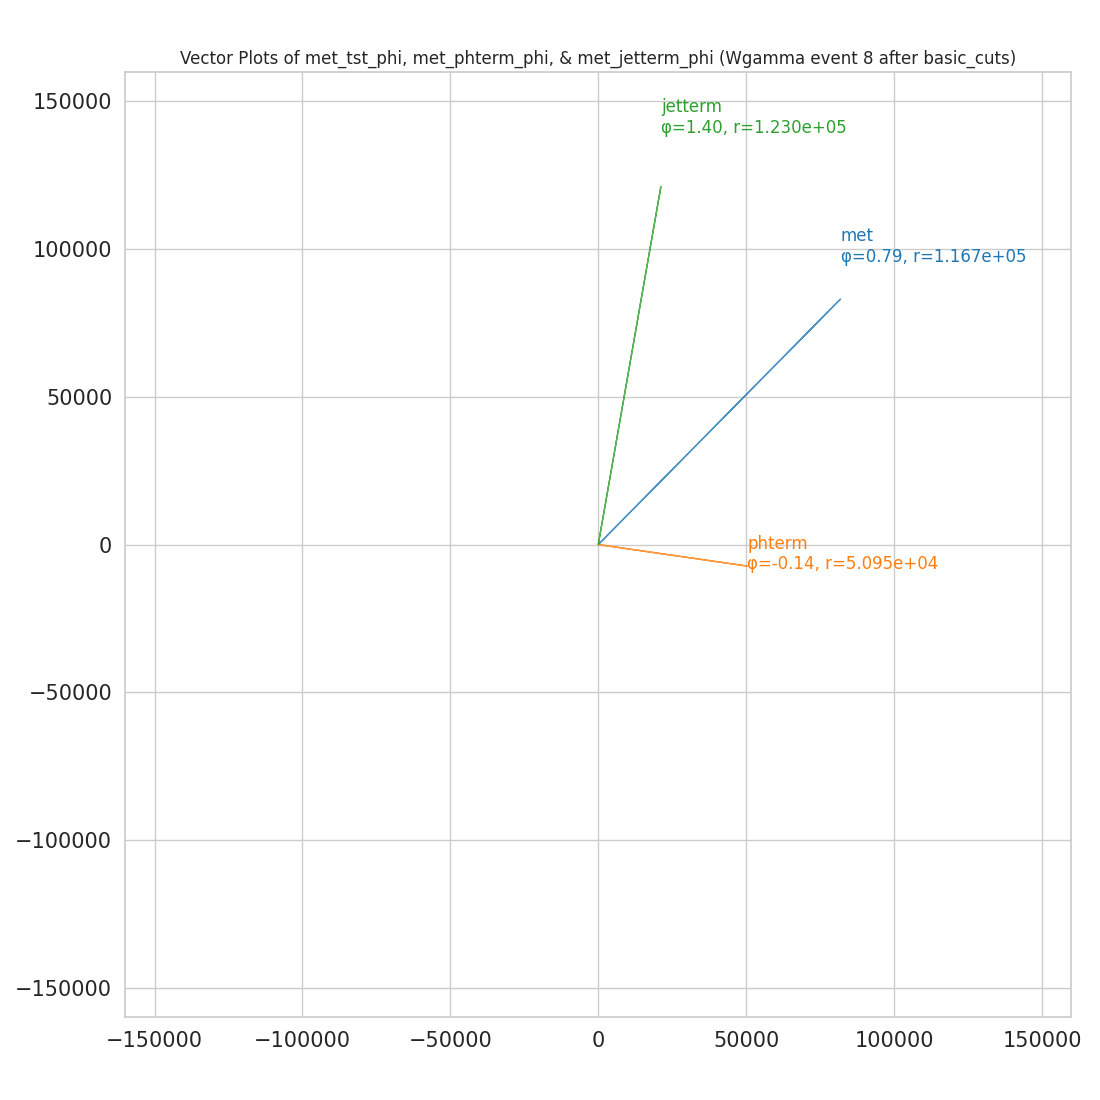 Vector Plots of met_tst_phi, met_phterm_phi, & met_jetterm_phi (Wgamma event 8 after basic_cuts)
150000
jetterm
φ=1.40, r=1.230e+05
100000
met
φ=0.79, r=1.167e+05
50000
0
phterm
φ=-0.14, r=5.095e+04
−50000
−100000
−150000
−150000 −100000 −50000 0 50000 100000 150000